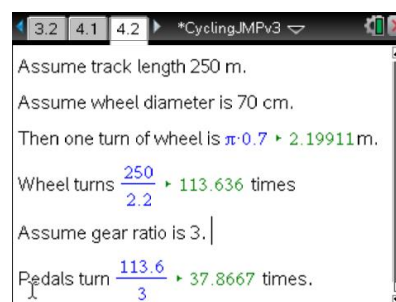 3.2 4.1 4.2 *CyclingJMPv3
Assume track length 250 m.
Assume wheel diameter is 70 cm.
Then one turn of wheel is π·0.7 ▸ 2.19911m.
Wheel turns 250/2.2 ▸ 113.636 times
Assume gear ratio is 3.
Pedals turn 113.6/3 ▸ 37.8667 times.